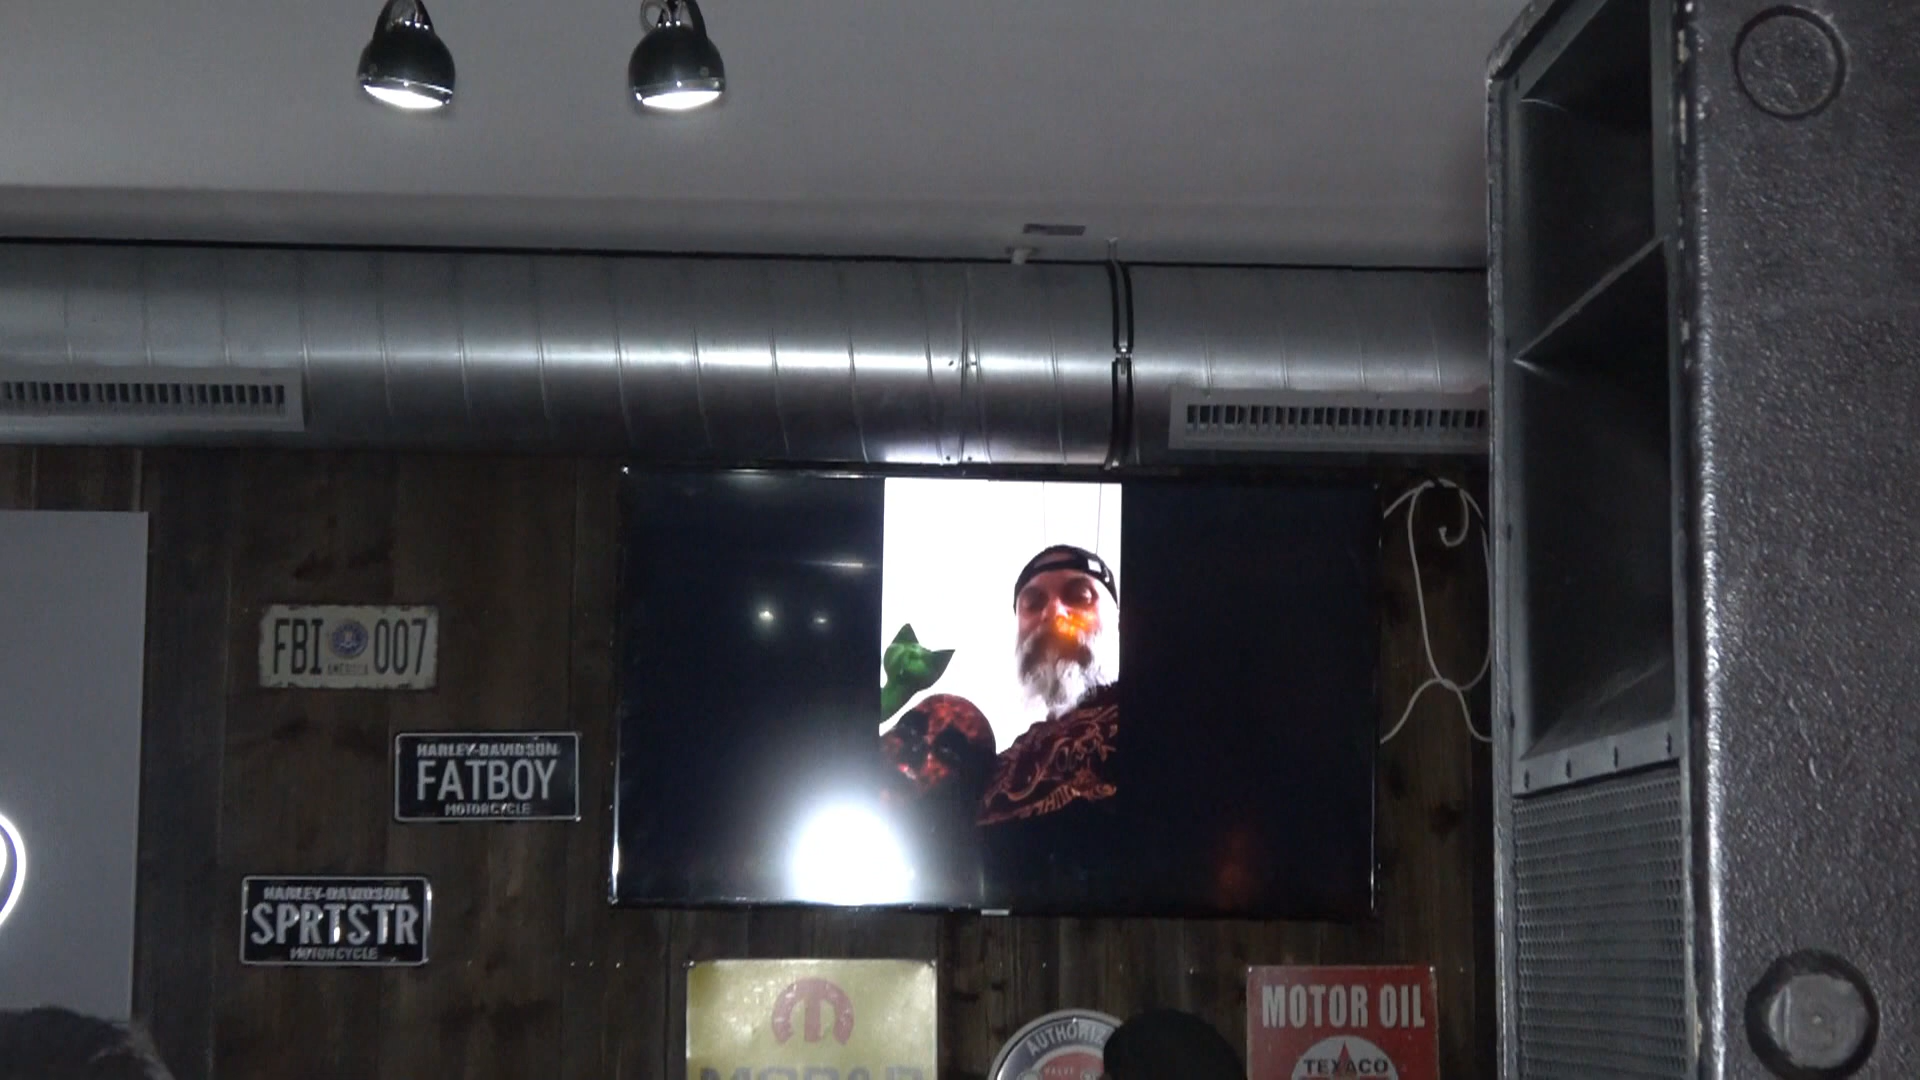 FBI AMERICA 007
HARLEY-DAVIDSON
FATBOY
MOTORCYCLE
HARLEY-DAVIDSON
SPRTSTR
MOTORCYCLE
MOTOR OIL
TEXACO